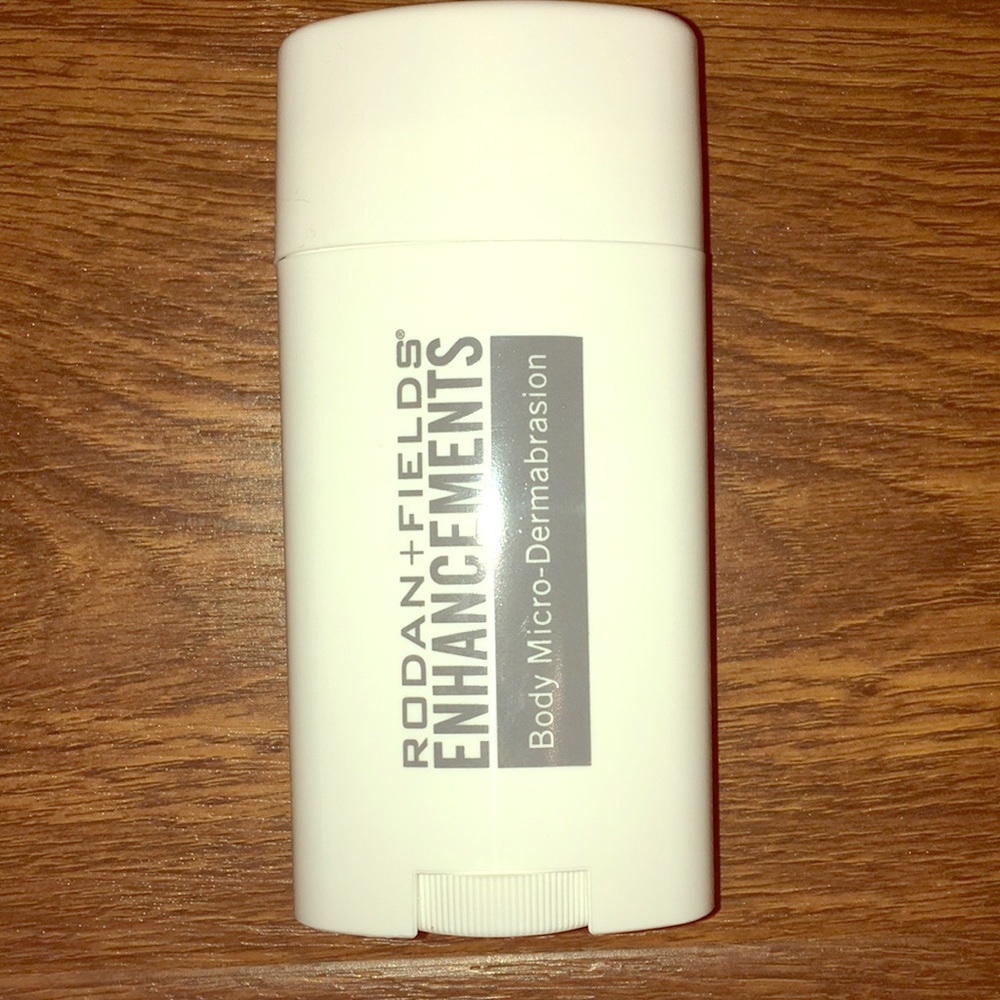 RODAN+FIELDS®
ENHANCEMENTS
Body Micro-Dermabrasion